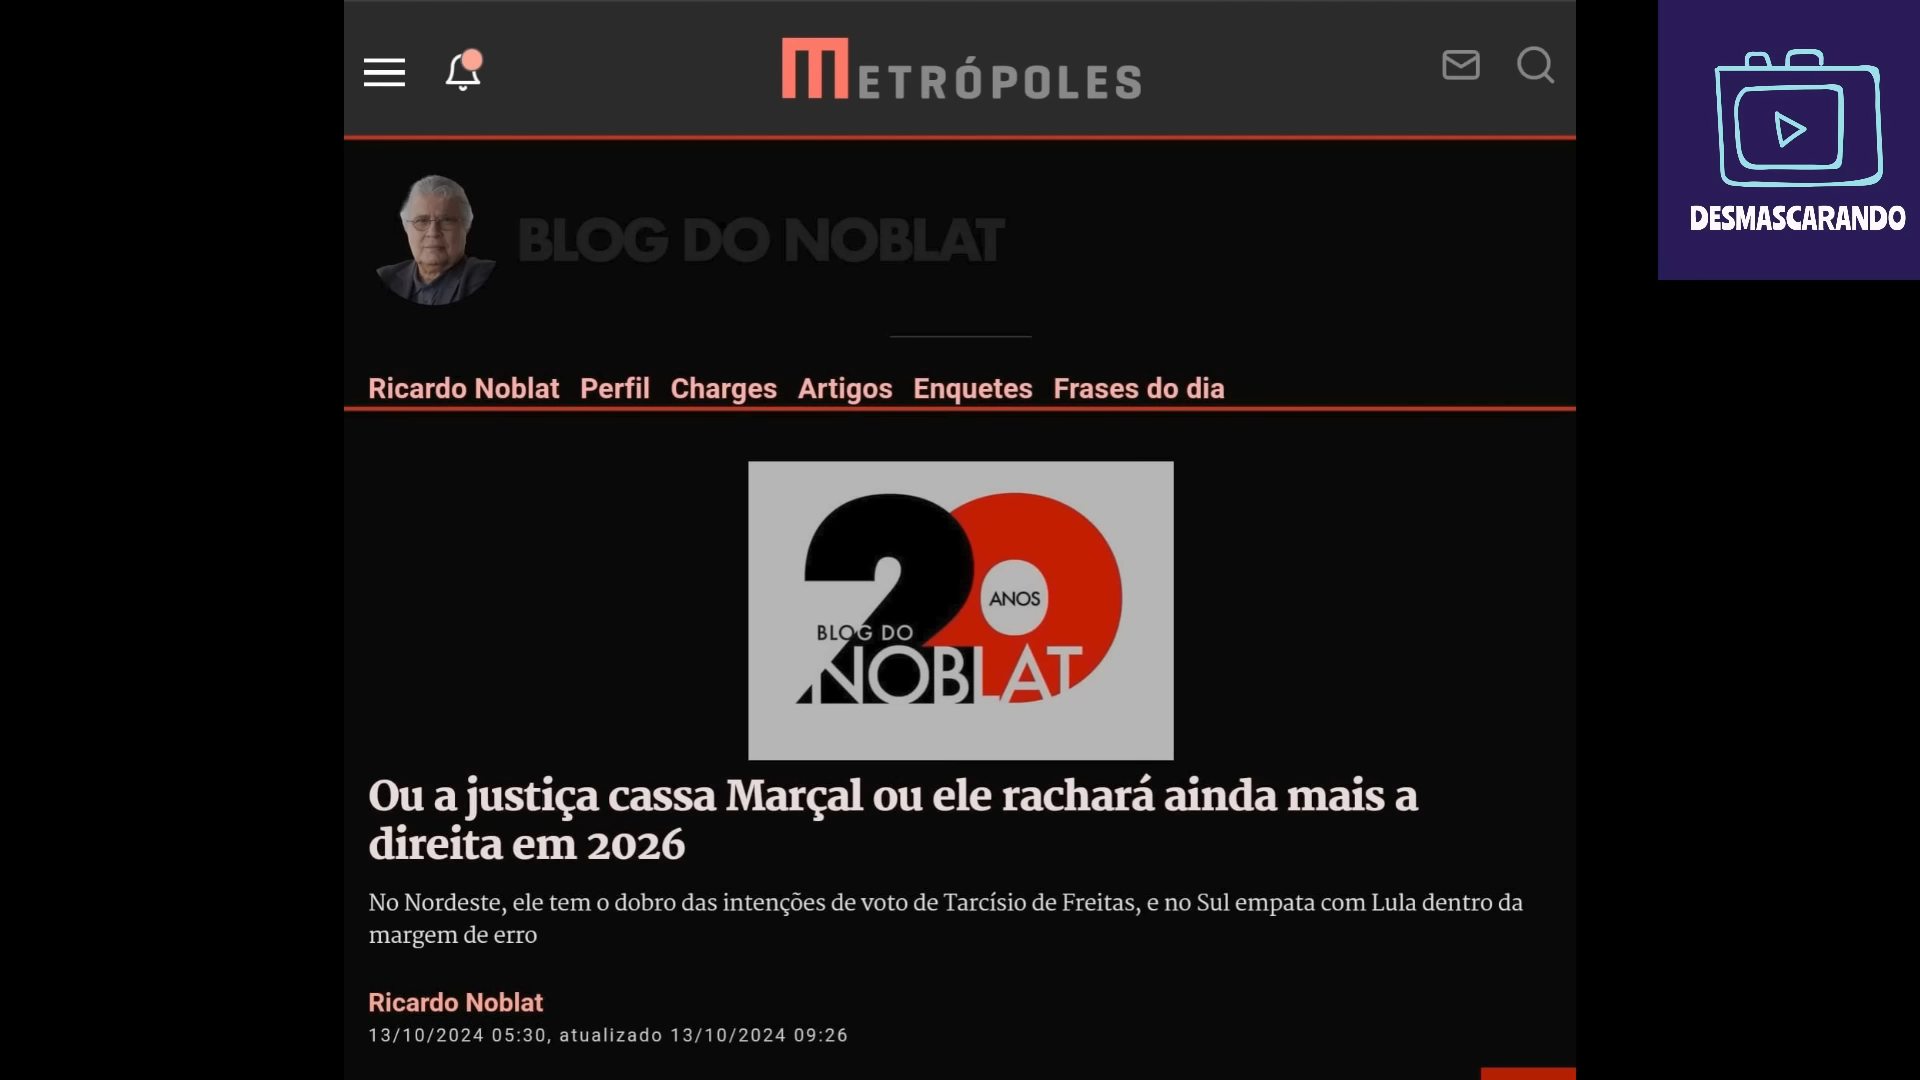 METRÓPOLES
DESMASCARANDO
BLOG DO NOBLAT
Ricardo Noblat Perfil Charges Artigos Enquetes Frases do dia
20
ANOS
BLOG DO
NOBLAT
Ou a justiça cassa Marçal ou ele rachará ainda mais a
direita em 2026
No Nordeste, ele tem o dobro das intenções de voto de Tarcísio de Freitas, e no Sul empata com Lula dentro da
margem de erro
Ricardo Noblat
13/10/2024 05:30, atualizado 13/10/2024 09:26